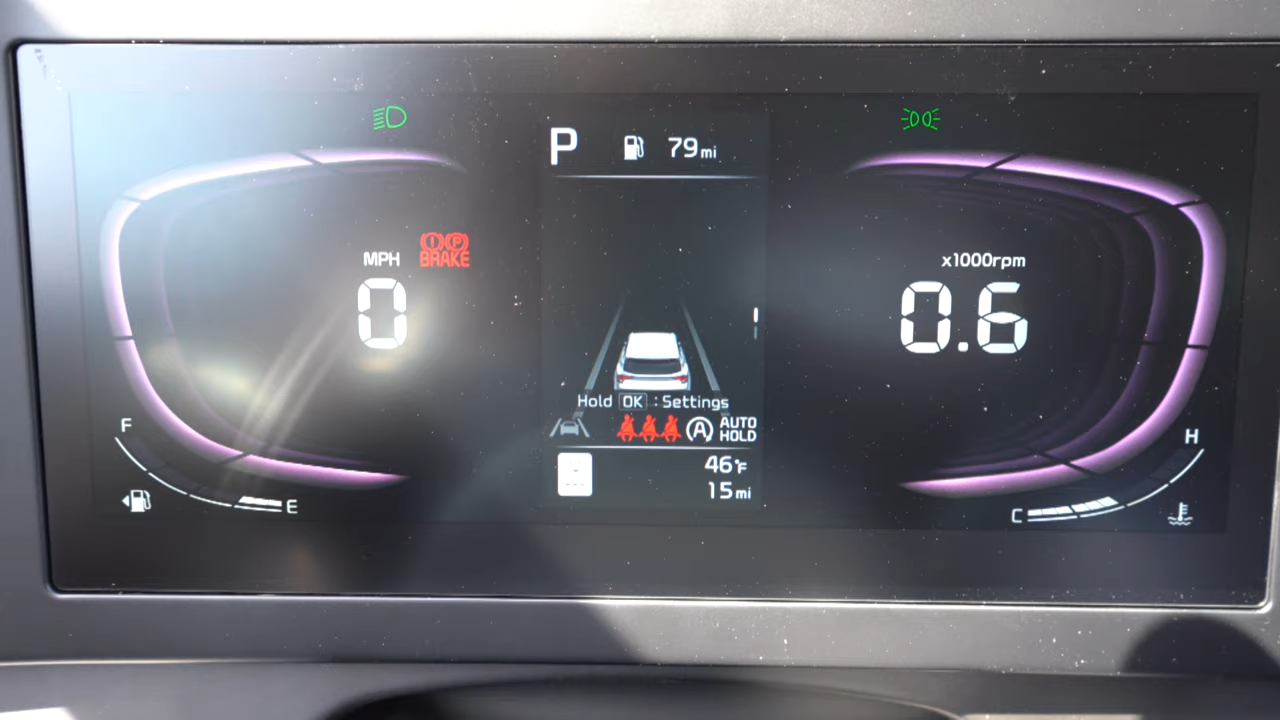 P 79 mi
MPH
BRAKE
0
x1000rpm
0.6
Hold OK : Settings
A AUTO HOLD
F
E
H
C
46°F
15 mi